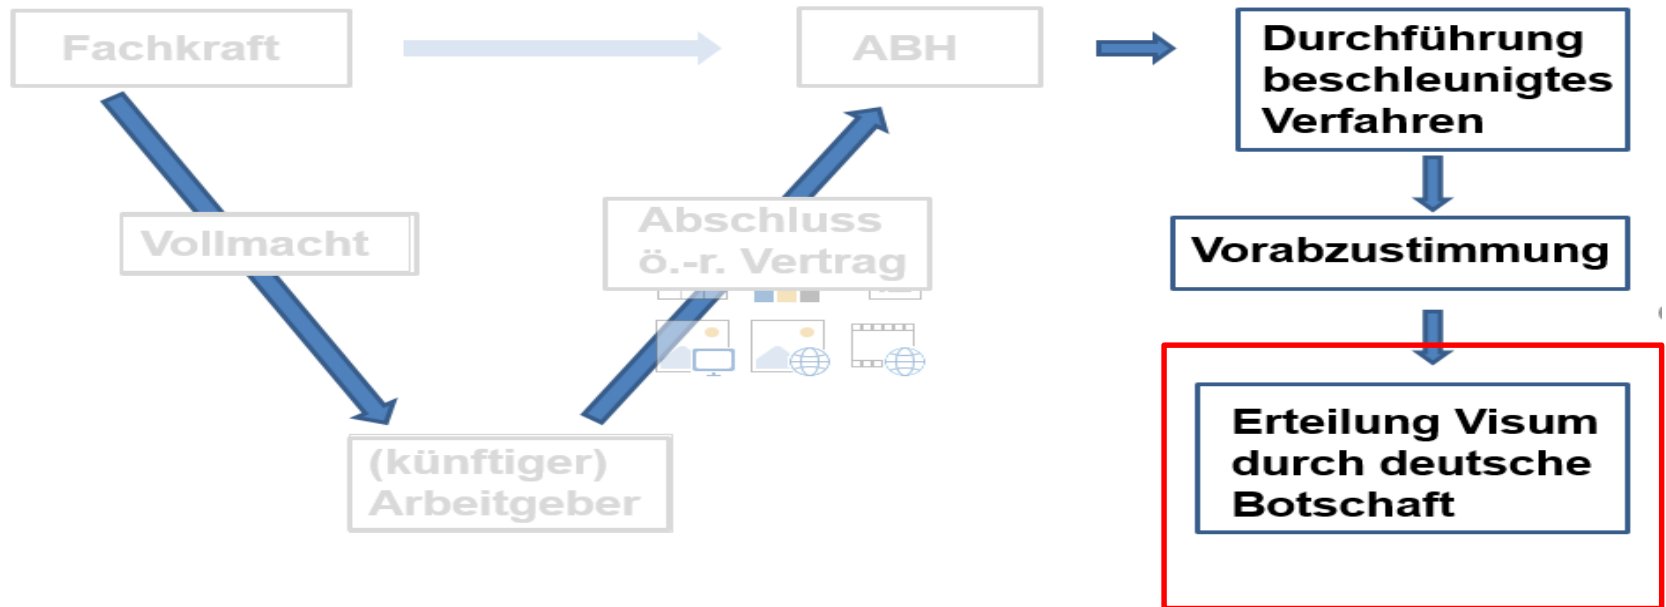 Fachkraft
ABH
Durchführung
beschleunigtes
Verfahren
Vollmacht
Abschluss
ö.-r. Vertrag
Vorabzustimmung
(künftiger)
Arbeitgeber
Erteilung Visum
durch deutsche
Botschaft